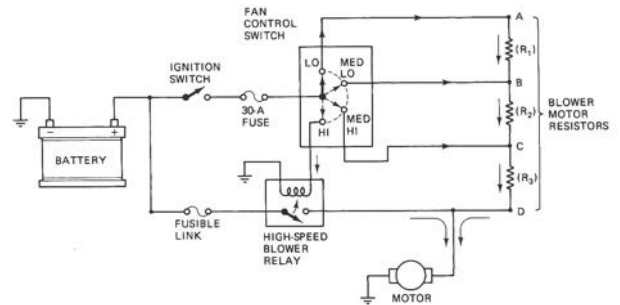 FAN
CONTROL
SWITCH
A
IGNITION
SWITCH
LO
MED
LO
(R₁)
B
30-A
FUSE
HI
MED
HI
(R₂)
BLOWER
MOTOR
RESISTORS
C
− +
BATTERY
(R₃)
D
FUSIBLE
LINK
HIGH-SPEED
BLOWER
RELAY
MOTOR